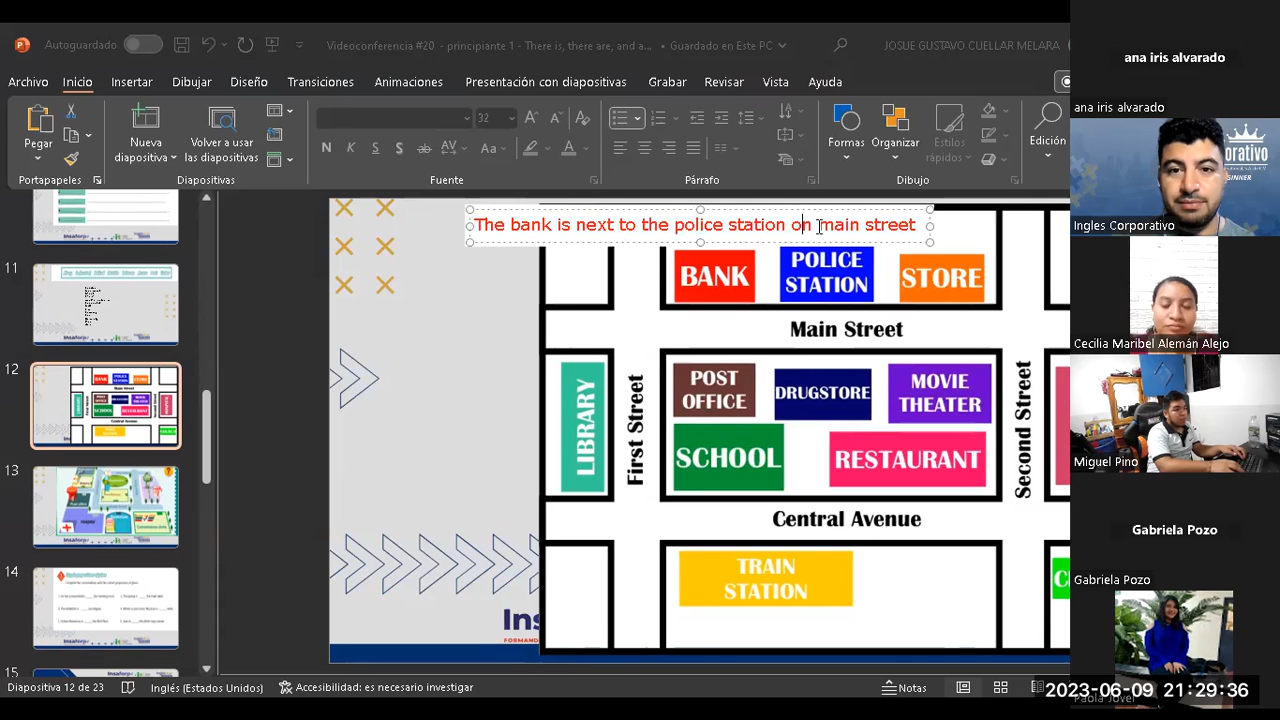 Autoguardado
Videoconferencia #20 - principiante 1 - There is, there are, and a... • Guardado en Este PC
JOSUE GUSTAVO CUELLAR MELARA
Archivo Inicio Insertar Dibujar Diseño Transiciones Animaciones Presentación con diapositivas Grabar Revisar Vista Ayuda
Pegar
Nueva diapositiva
Volver a usar las diapositivas
32
N K S S
Aa
A
Formas
Organizar
Estilos rápidos
Edición
Portapapeles
Diapositivas
Fuente
Párrafo
Dibujo
11
12
13
14
15
The bank is next to the police station on main street
BANK
POLICE STATION
STORE
Main Street
LIBRARY
First Street
POST OFFICE
DRUGSTORE
MOVIE THEATER
SCHOOL
RESTAURANT
Second Street
Central Avenue
TRAIN STATION
Ins
FORMAND
ana iris alvarado
ana iris alvarado
orativo
Ingles Corporativo
Cecilia Maribel Alemán Alejo
Miguel Pino
Gabriela Pozo
Gabriela Pozo
Paola Jovel
2023-06-09 21:29:36
Diapositiva 12 de 23
Inglés (Estados Unidos)
Accesibilidad: es necesario investigar
Notas